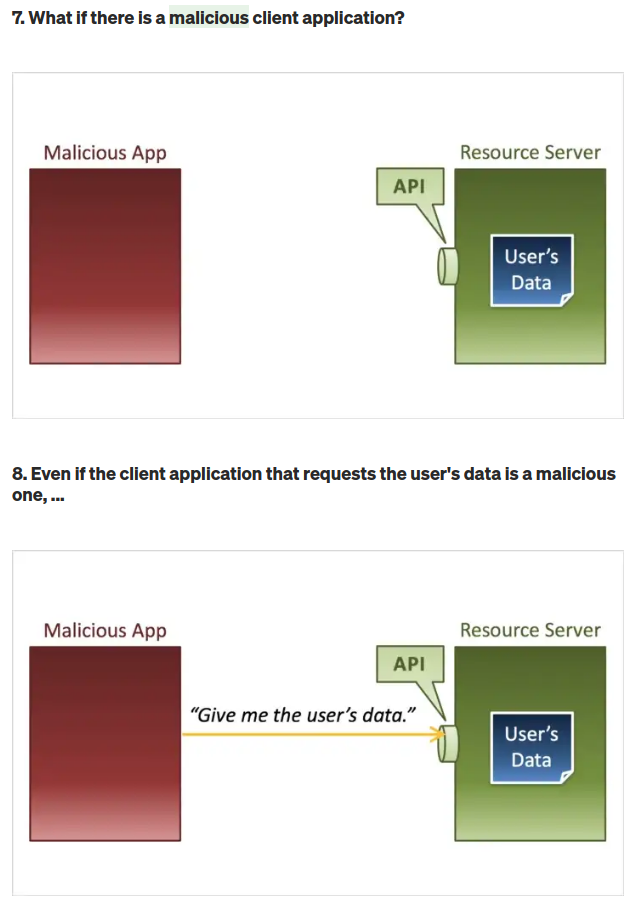 7. What if there is a malicious client application?
Malicious App
Resource Server
API
User's
Data
8. Even if the client application that requests the user's data is a malicious
one, ...
Malicious App
Resource Server
API
“Give me the user’s data.”
User's
Data